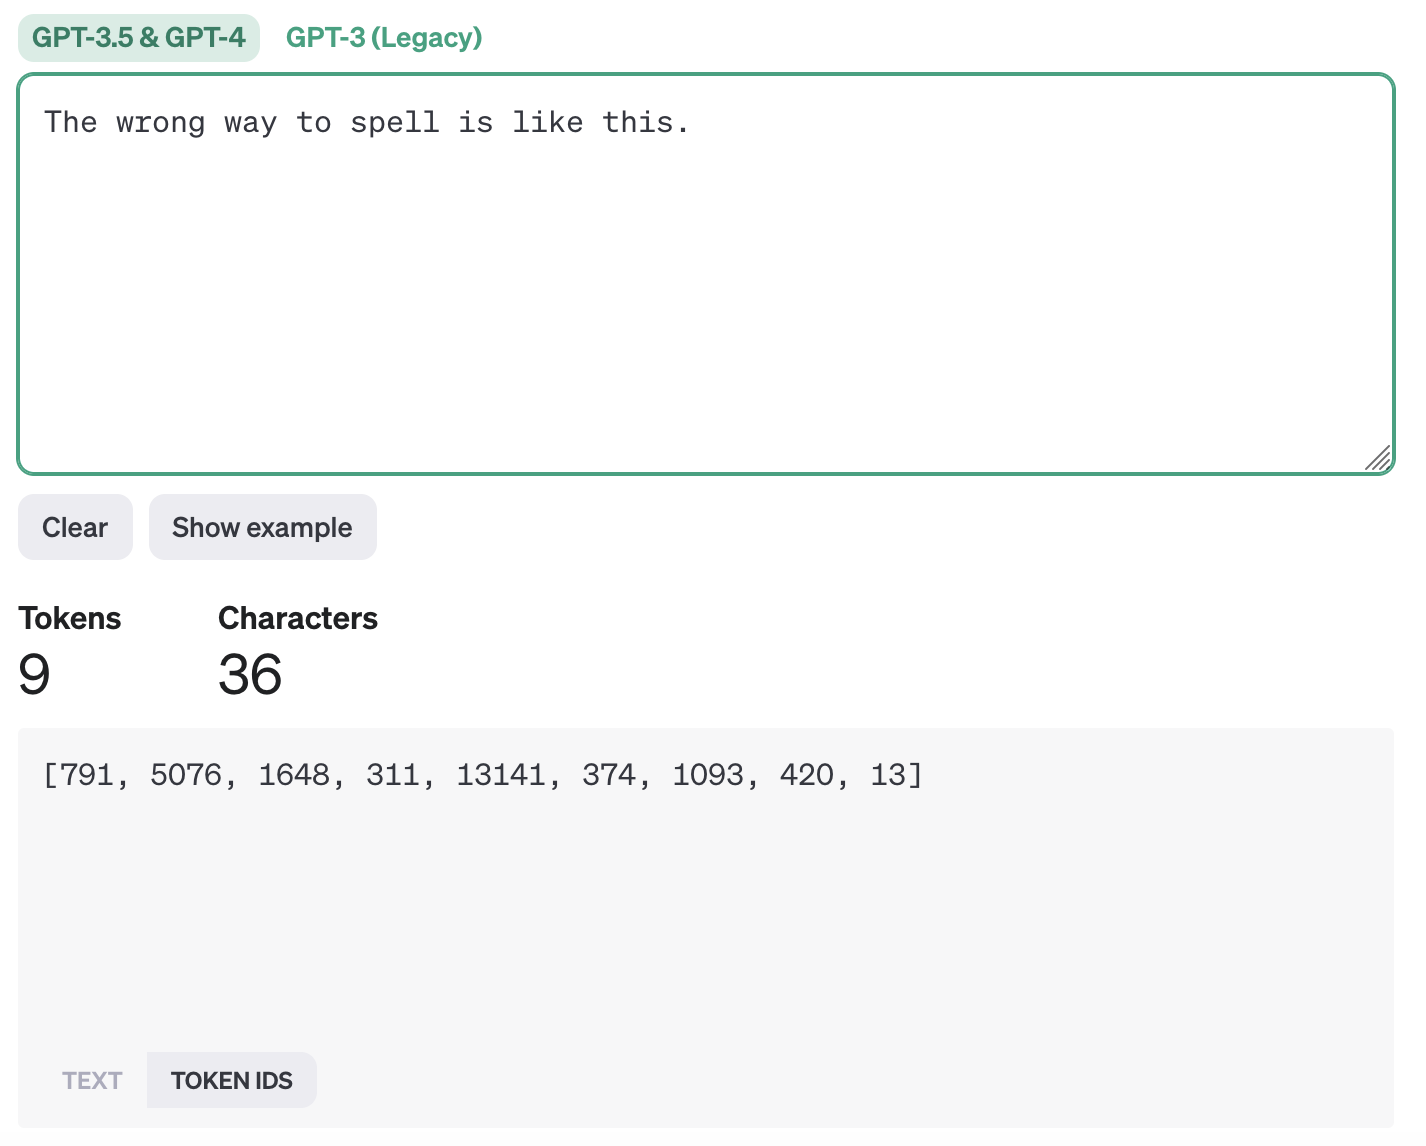 GPT-3.5 & GPT-4 GPT-3 (Legacy)
The wrong way to spell is like this.
Clear Show example
Tokens Characters
9 36
[791, 5076, 1648, 311, 13141, 374, 1093, 420, 13]
TEXT TOKEN IDS